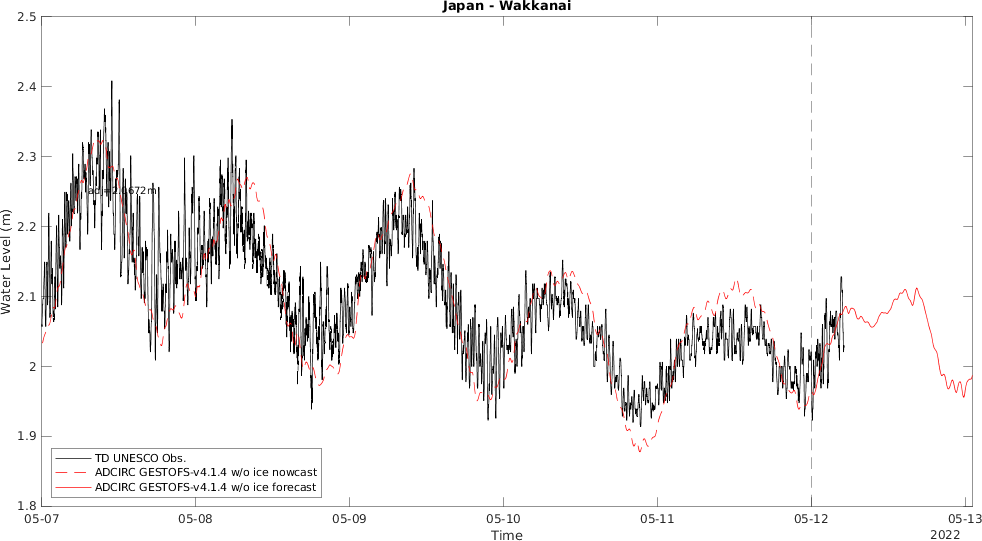 Japan - Wakkanai
2.5
2.4
2.3
2.2
2.1
2
1.9
1.8
Water Level (m)
TD UNESCO Obs.
ADCIRC GESTOFS-v4.1.4 w/o ice nowcast
ADCIRC GESTOFS-v4.1.4 w/o ice forecast
05-07
05-08
05-09
05-10
05-11
05-12
05-13
Time
2022